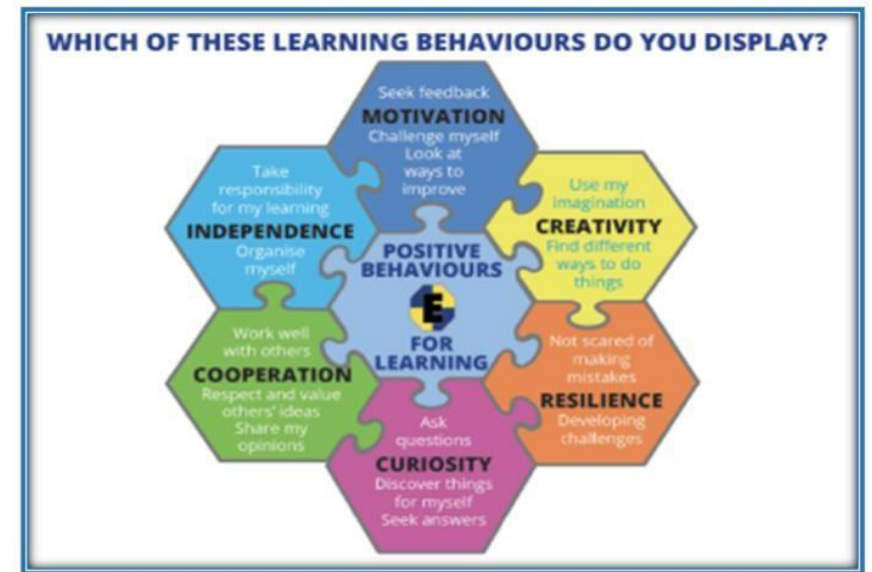 WHICH OF THESE LEARNING BEHAVIOURS DO YOU DISPLAY?
Seek feedback
MOTIVATION
Challenge myself
Look at
ways to
improve
Take
responsibility
for my learning
INDEPENDENCE
Organise
myself
Use my
imagination
CREATIVITY
Find different
ways to do
things
POSITIVE
BEHAVIOURS
E
FOR
LEARNING
Work well
with others
COOPERATION
Respect and value
others' ideas
Share my
opinions
Not scared of
making
mistakes
RESILIENCE
Developing
challenges
Ask
questions
CURIOSITY
Discover things
for myself
Seek answers